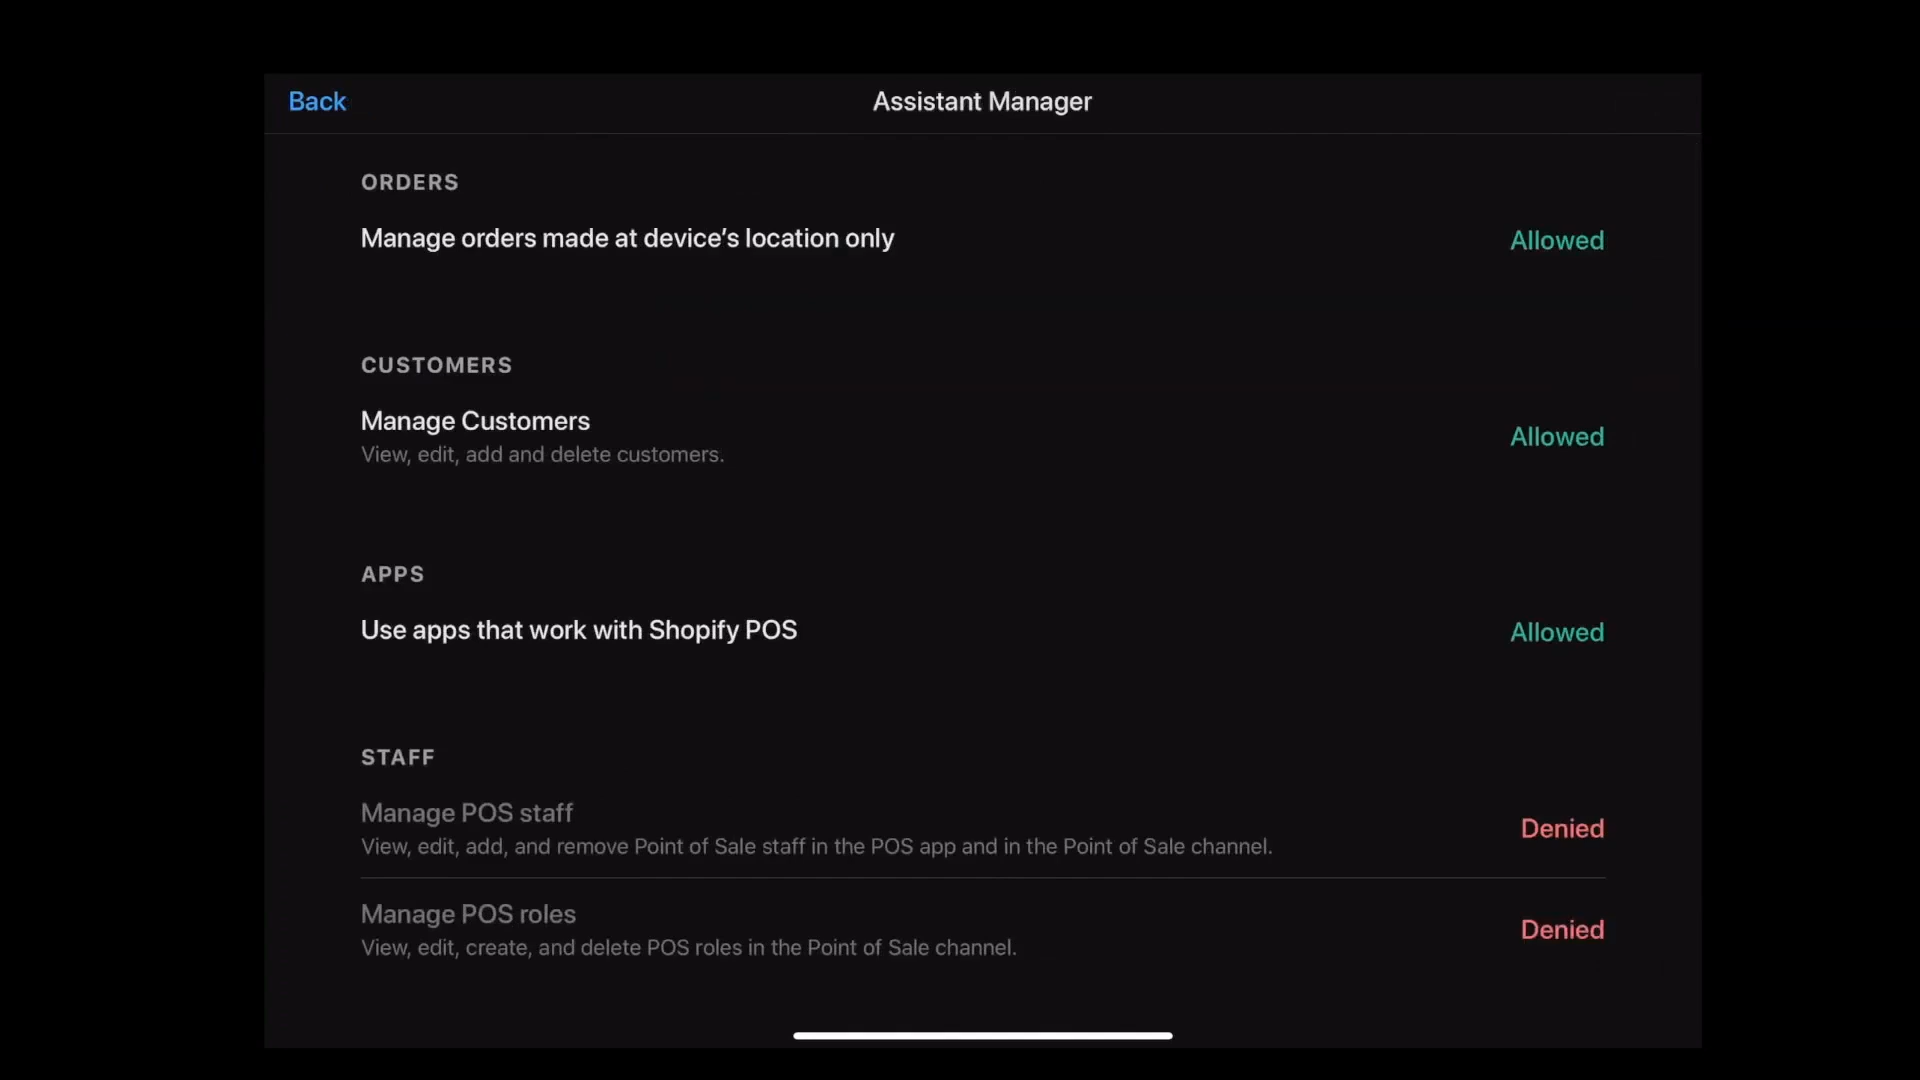 Back
Assistant Manager
ORDERS
Manage orders made at device’s location only
Allowed
CUSTOMERS
Manage Customers
View, edit, add and delete customers.
Allowed
APPS
Use apps that work with Shopify POS
Allowed
STAFF
Manage POS staff
View, edit, add, and remove Point of Sale staff in the POS app and in the Point of Sale channel.
Denied
Manage POS roles
View, edit, create, and delete POS roles in the Point of Sale channel.
Denied